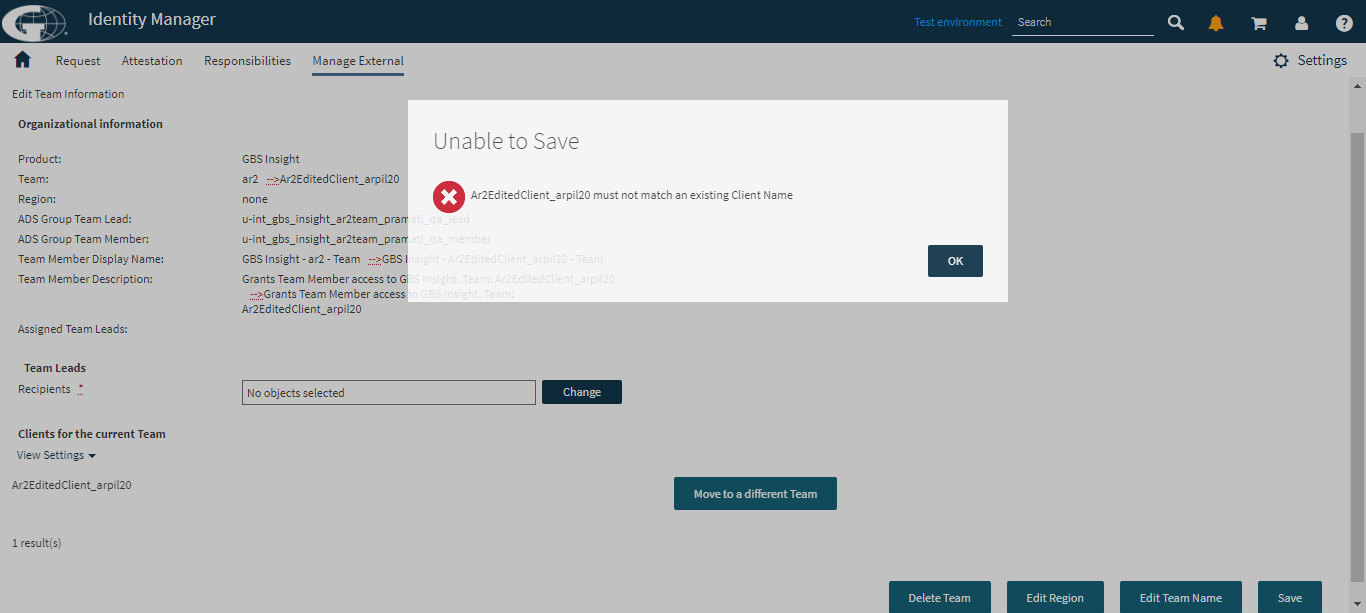 Identity Manager
Test environment
Search
Request
Attestation
Responsibilities
Manage External
Settings
Edit Team Information
Organizational information
Product: GBS Insight
Team: ar2 -->Ar2EditedClient_arpil20
Region: none
ADS Group Team Lead: u-int_gbs_insight_ar2team_pramati_qa_lead
ADS Group Team Member: u-int_gbs_insight_ar2team_pramati_qa_member
Team Member Display Name: GBS Insight - ar2 - Team -->GBS Insight - Ar2EditedClient_arpil20 - Team
Team Member Description: Grants Team Member access to GBS Insight. Team: Ar2EditedClient_arpil20
-->Grants Team Member access to GBS Insight. Team:
Ar2EditedClient_arpil20
Assigned Team Leads:
Unable to Save
Ar2EditedClient_arpil20 must not match an existing Client Name
OK
Team Leads
Recipients *
No objects selected
Change
Clients for the current Team
View Settings
Ar2EditedClient_arpil20
Move to a different Team
1 result(s)
Delete Team
Edit Region
Edit Team Name
Save